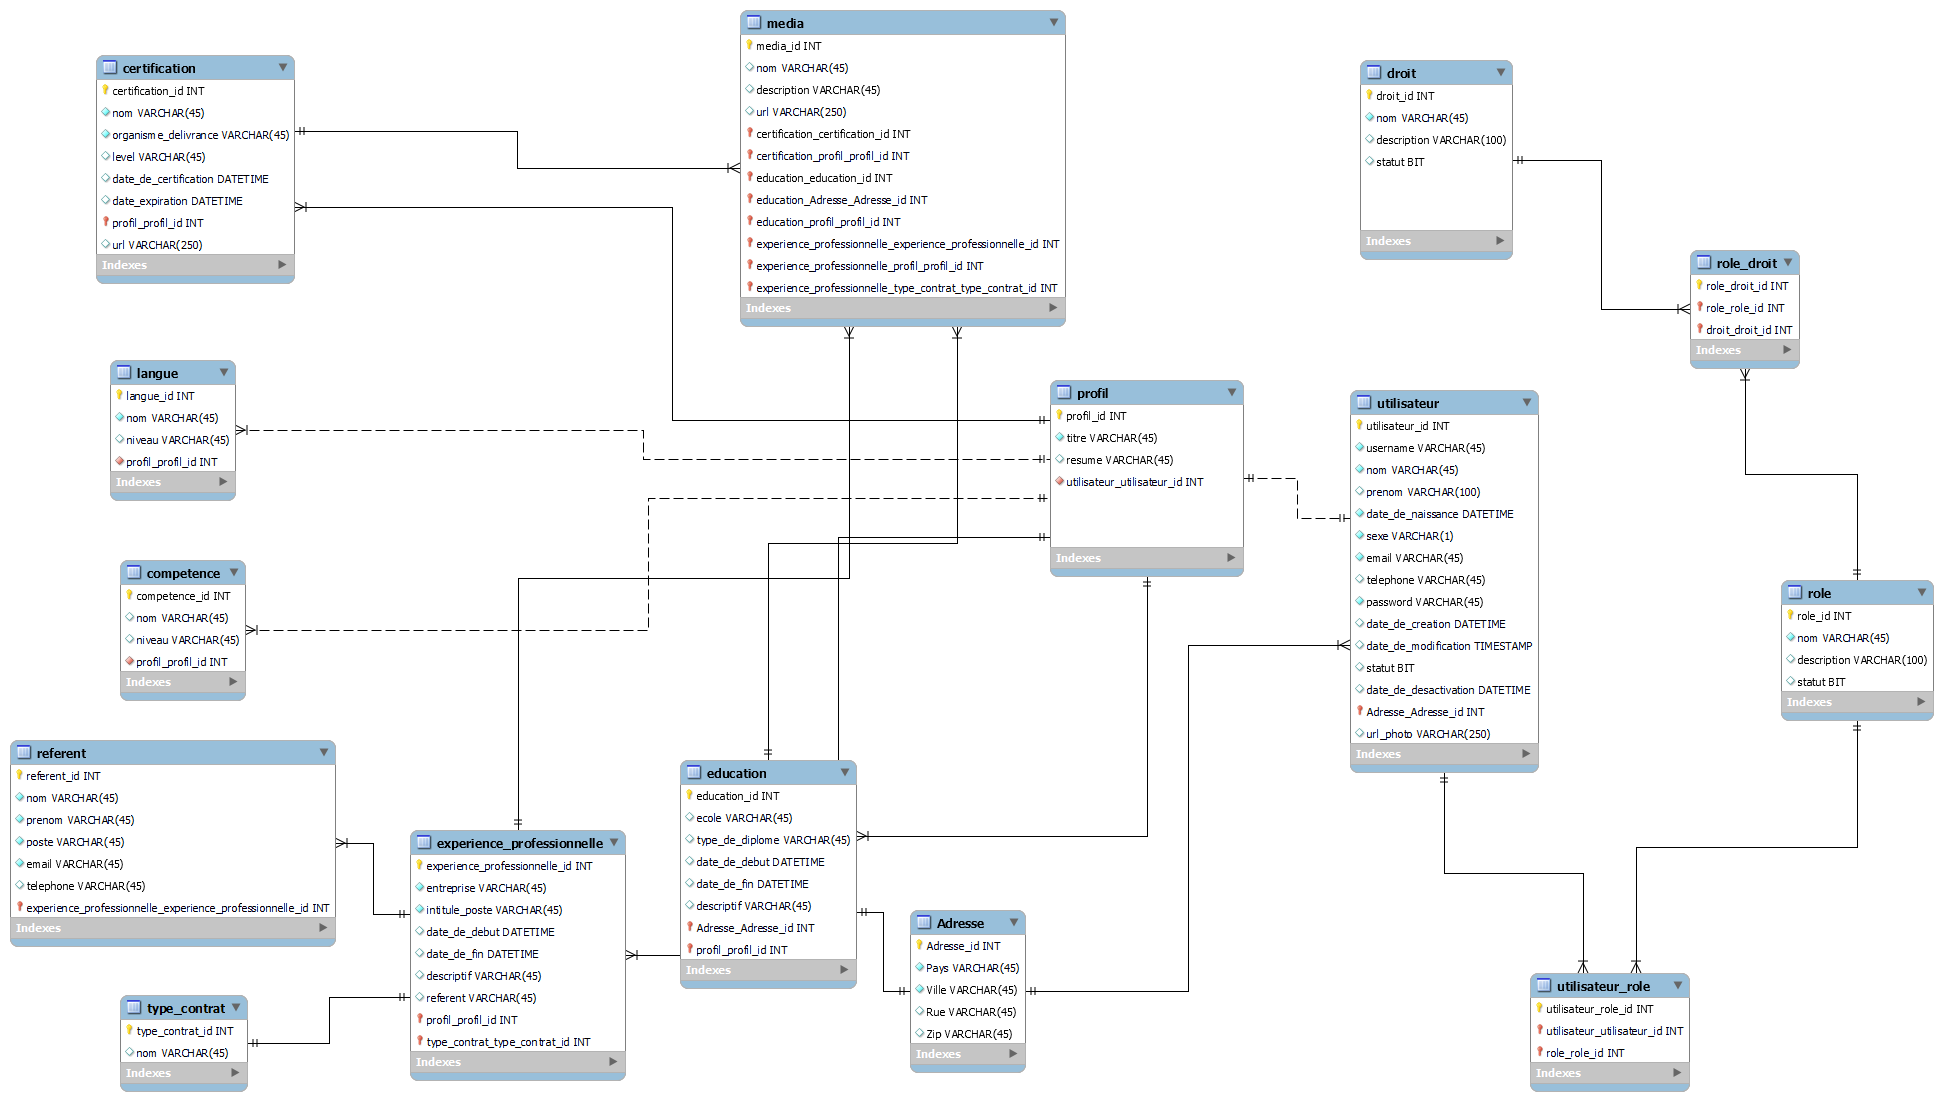 media
media_id INT
nom VARCHAR(45)
description VARCHAR(45)
url VARCHAR(250)
certification_certification_id INT
certification_profil_profil_id INT
education_education_id INT
education_Adresse_Adresse_id INT
education_profil_profil_id INT
experience_professionnelle_experience_professionnelle_id INT
experience_professionnelle_profil_profil_id INT
experience_professionnelle_type_contrat_type_contrat_id INT
Indexes
certification
certification_id INT
nom VARCHAR(45)
organisme_delivrance VARCHAR(45)
level VARCHAR(45)
date_de_certification DATETIME
date_expiration DATETIME
profil_profil_id INT
url VARCHAR(250)
Indexes
droit
droit_id INT
nom VARCHAR(45)
description VARCHAR(100)
statut BIT
Indexes
role_droit
role_droit_id INT
role_role_id INT
droit_droit_id INT
Indexes
langue
langue_id INT
nom VARCHAR(45)
niveau VARCHAR(45)
profil_profil_id INT
Indexes
profil
profil_id INT
titre VARCHAR(45)
resume VARCHAR(45)
utilisateur_utilisateur_id INT
Indexes
utilisateur
utilisateur_id INT
username VARCHAR(45)
nom VARCHAR(45)
prenom VARCHAR(100)
date_de_naissance DATETIME
sexe VARCHAR(1)
email VARCHAR(45)
telephone VARCHAR(45)
password VARCHAR(45)
date_de_creation DATETIME
date_de_modification TIMESTAMP
statut BIT
date_de_desactivation DATETIME
Adresse_Adresse_id INT
url_photo VARCHAR(250)
Indexes
competence
competence_id INT
nom VARCHAR(45)
niveau VARCHAR(45)
profil_profil_id INT
Indexes
role
role_id INT
nom VARCHAR(45)
description VARCHAR(100)
statut BIT
Indexes
referent
referent_id INT
nom VARCHAR(45)
prenom VARCHAR(45)
poste VARCHAR(45)
email VARCHAR(45)
telephone VARCHAR(45)
experience_professionnelle_experience_professionnelle_id INT
Indexes
experience_professionnelle
experience_professionnelle_id INT
entreprise VARCHAR(45)
intitule_poste VARCHAR(45)
date_de_debut DATETIME
date_de_fin DATETIME
descriptif VARCHAR(45)
referent VARCHAR(45)
profil_profil_id INT
type_contrat_type_contrat_id INT
Indexes
education
education_id INT
ecole VARCHAR(45)
type_de_diplome VARCHAR(45)
date_de_debut DATETIME
date_de_fin DATETIME
descriptif VARCHAR(45)
Adresse_Adresse_id INT
profil_profil_id INT
Indexes
Adresse
Adresse_id INT
Pays VARCHAR(45)
Ville VARCHAR(45)
Rue VARCHAR(45)
Zip VARCHAR(45)
Indexes
type_contrat
type_contrat_id INT
nom VARCHAR(45)
Indexes
utilisateur_role
utilisateur_role_id INT
utilisateur_utilisateur_id INT
role_role_id INT
Indexes